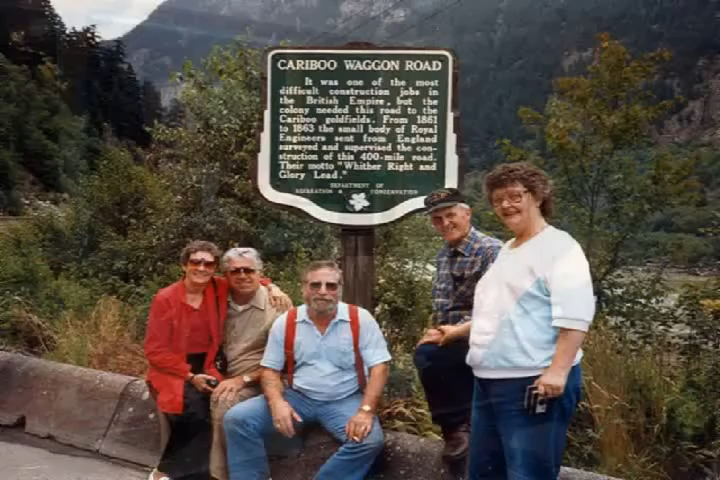 CARIBOO WAGGON ROAD
It was one of the most
difficult construction jobs in
the British Empire, but the
colony needed this road to the
Cariboo goldfields. From 1861
to 1863 the small body of Royal
Engineers sent from England
surveyed and supervised the con-
struction of this 400-mile road.
Their motto "Whither Right and
Glory Lead."
DEPARTMENT OF
RECREATION & CONSERVATION